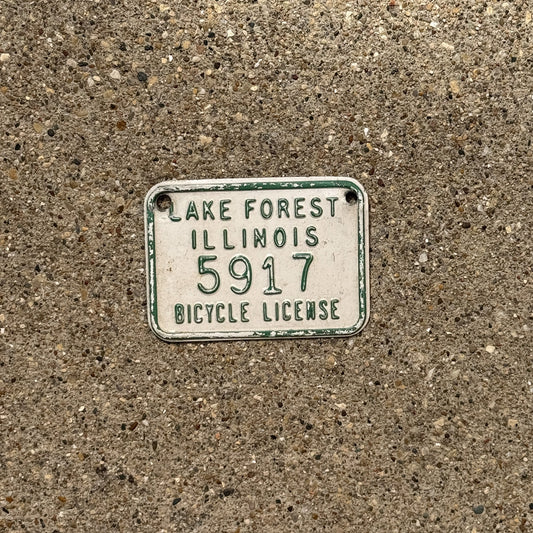 LAKE FOREST
ILLINOIS
5917
BICYCLE LICENSE